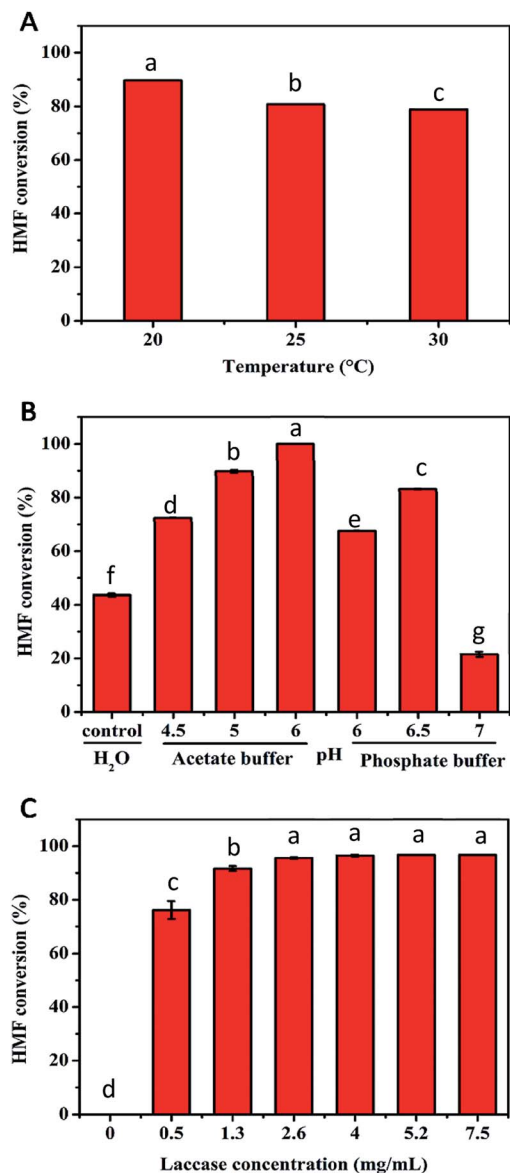 A
HMF conversion (%)
100
80
60
40
20
0
a
b
c
20 25 30
Temperature (°C)
B
HMF conversion (%)
100
80
60
40
20
0
f
d
b
a
e
c
g
control 4.5 5 6 6 6.5 7
H₂O Acetate buffer pH Phosphate buffer
C
HMF conversion (%)
100
80
60
40
20
0
d
c
b
a
a
a
a
0 0.5 1.3 2.6 4 5.2 7.5
Laccase concentration (mg/mL)